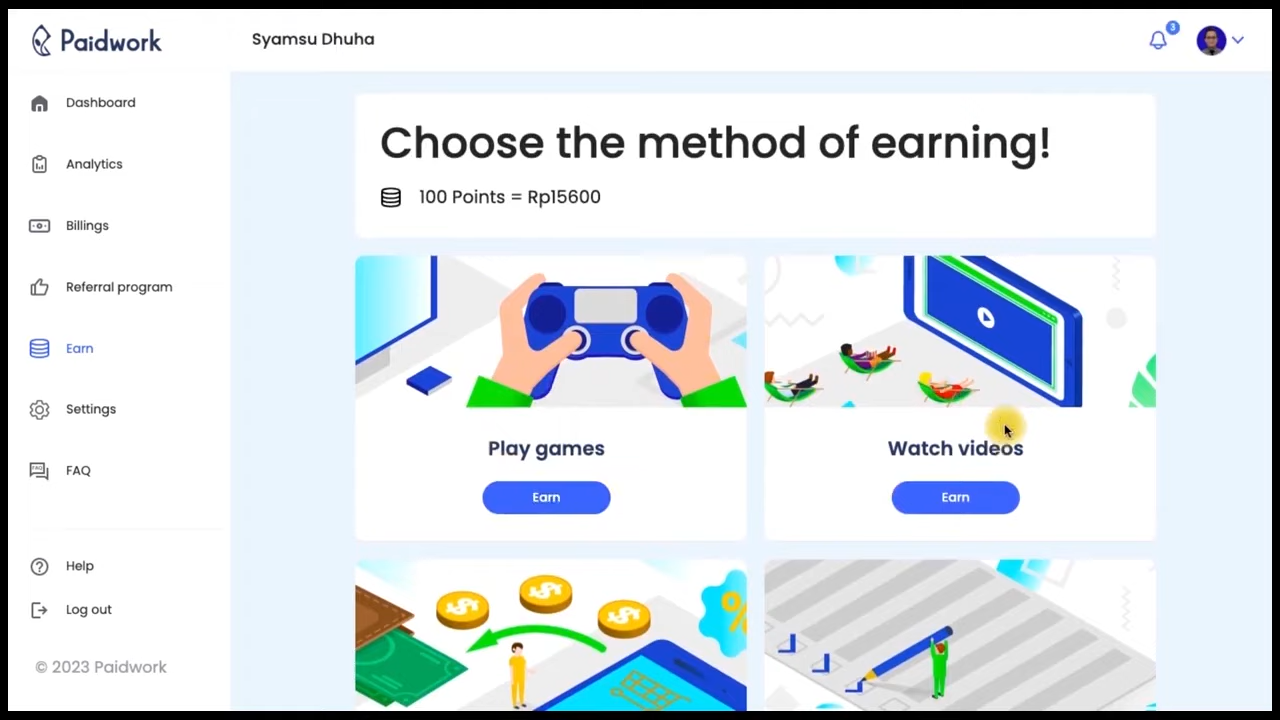 Paidwork
Syamsu Dhuha
3
Dashboard
Analytics
Billings
Referral program
Earn
Settings
FAQ
Help
Log out
© 2023 Paidwork
Choose the method of earning!
100 Points = Rp15600
Play games
Earn
Watch videos
Earn